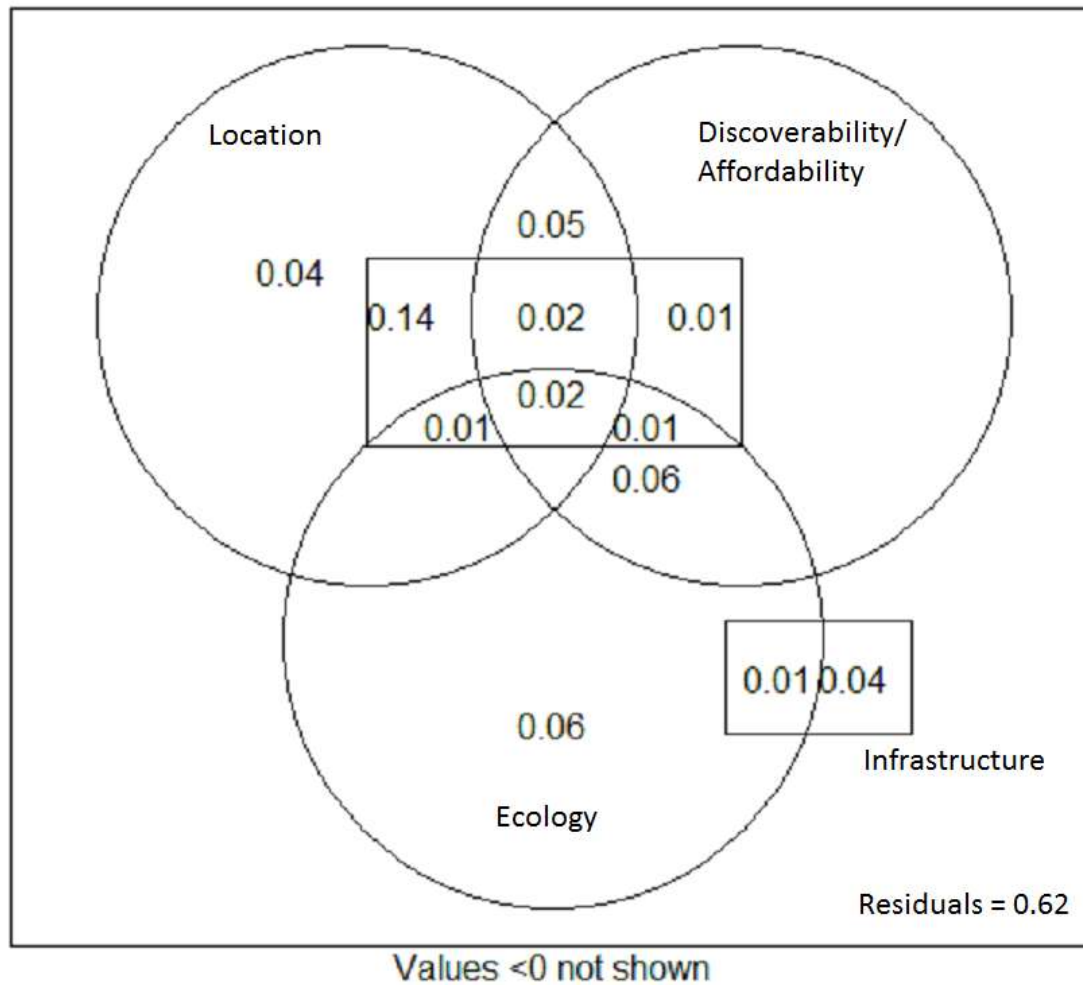 Location
Discoverability/
Affordability
0.05
0.04
0.14 0.02 0.01
0.02
0.01 0.01
0.06
0.01 0.04
0.06
Infrastructure
Ecology
Residuals = 0.62
Values <0 not shown